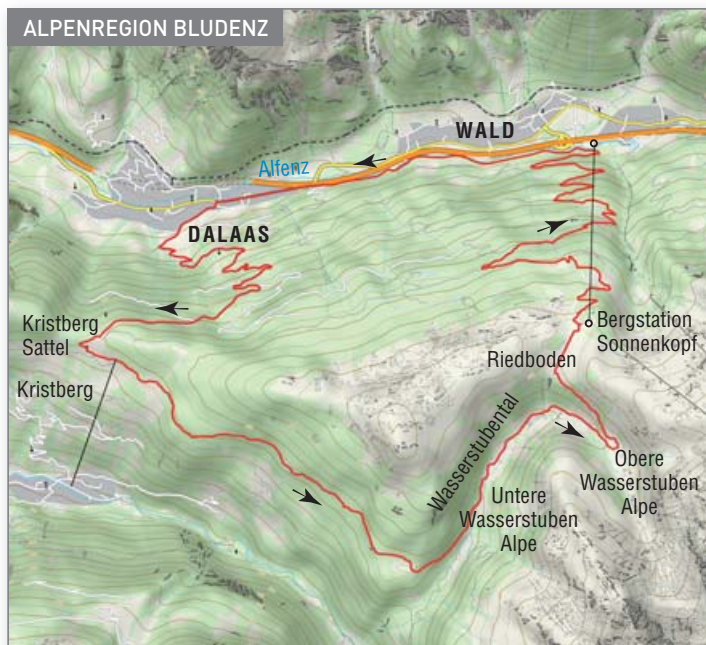 ALPENREGION BLUDENZ
WALD
Alfenz
DALAAS
Kristberg
Sattel
Bergstation
Sonnenkopf
Riedboden
Kristberg
Wasserstubental
Obere
Wasserstuben
Alpe
Untere
Wasserstuben
Alpe